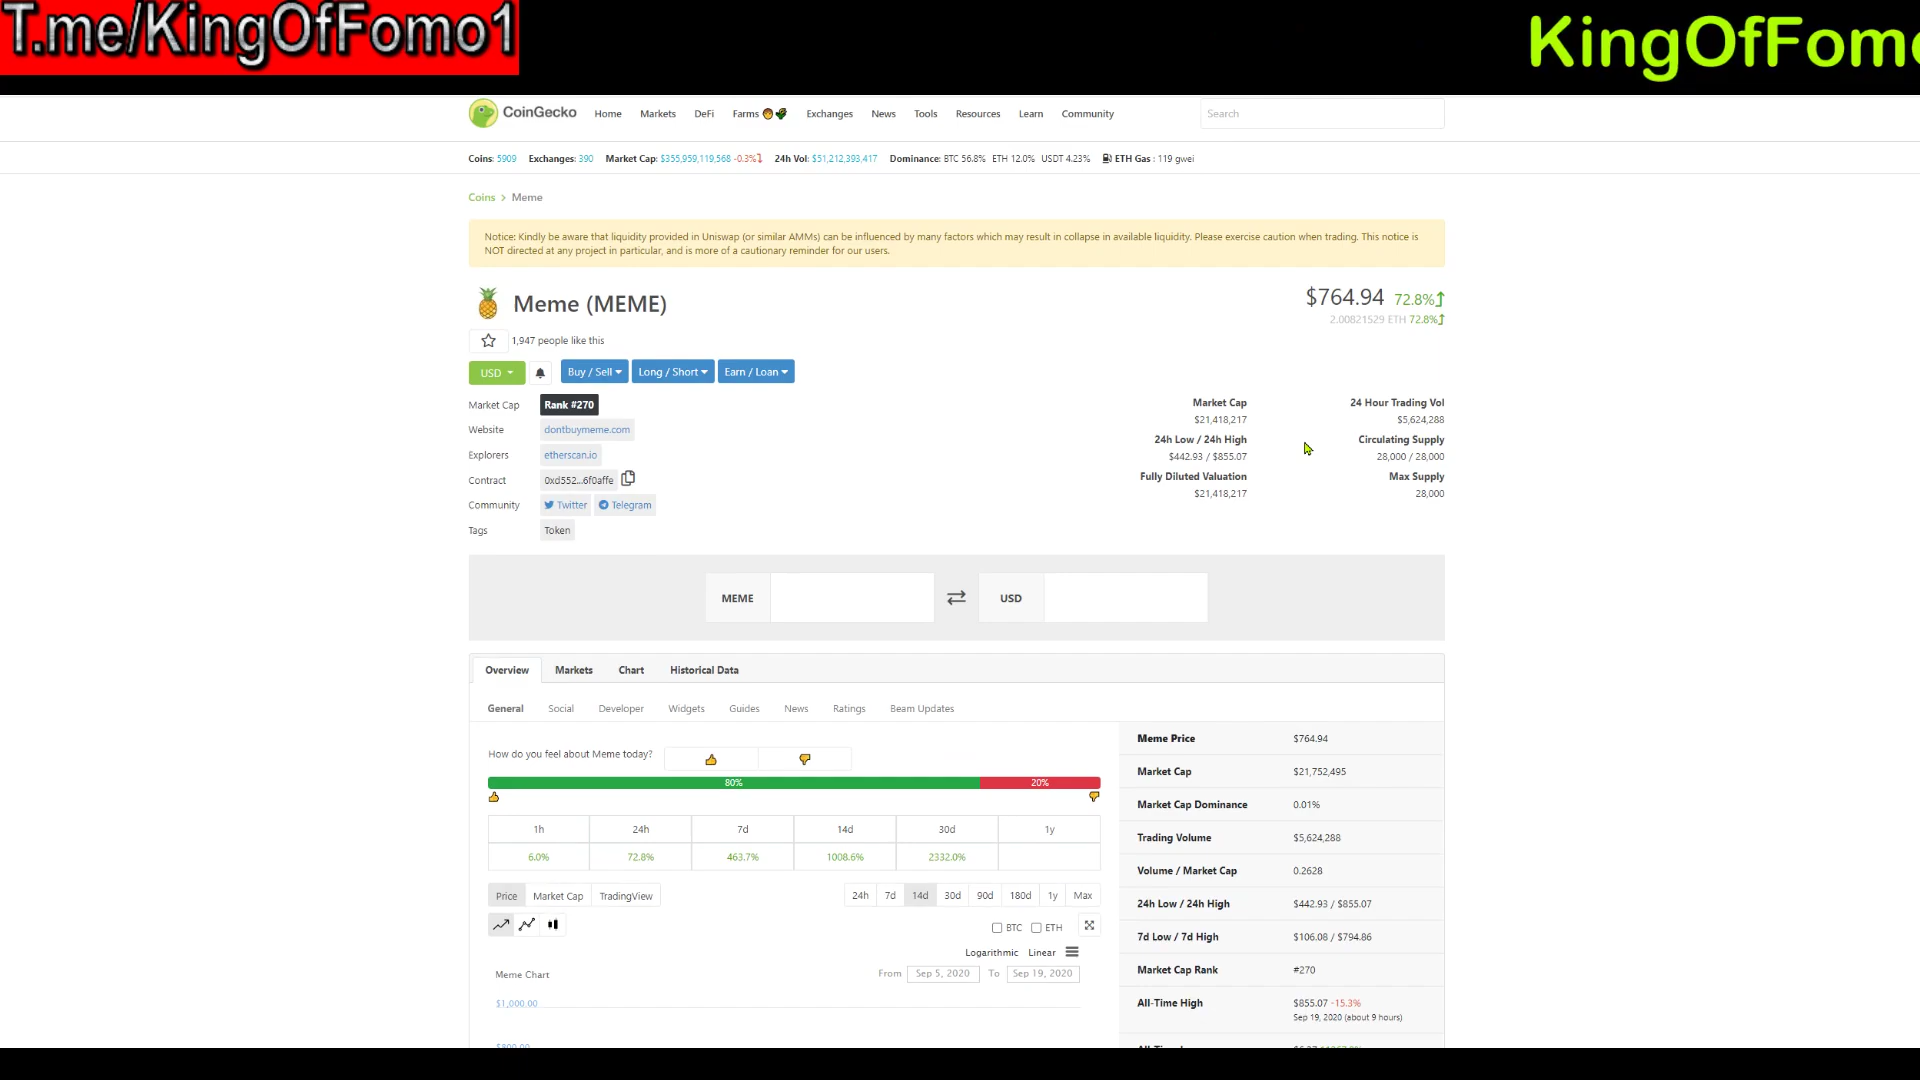 T.me/KingOfFomo1
KingOfFomo
CoinGecko Home Markets DeFi Farms Exchanges News Tools Resources Learn Community Search
Coins: 5909 Exchanges: 390 Market Cap: $355,959,119,568 -0.3% 24h Vol: $51,212,393,417 Dominance: BTC 56.8% ETH 12.0% USDT 4.23% ETH Gas : 119 gwei
Coins > Meme
Notice: Kindly be aware that liquidity provided in Uniswap (or similar AMMs) can be influenced by many factors which may result in collapse in available liquidity. Please exercise caution when trading. This notice is
NOT directed at any project in particular, and is more of a cautionary reminder for our users.
Meme (MEME) $764.94 72.8%
2.00821529 ETH 72.8%
1,947 people like this
USD Buy / Sell Long / Short Earn / Loan
Market Cap Rank #270 Market Cap 24 Hour Trading Vol
$21,418,217 $5,624,288
Website dontbuymeme.com 24h Low / 24h High Circulating Supply
Explorers etherscan.io $442.93 / $855.07 28,000 / 28,000
Contract 0xd552...6f0affe Fully Diluted Valuation Max Supply
$21,418,217 28,000
Community Twitter Telegram
Tags Token
MEME USD
Overview Markets Chart Historical Data
General Social Developer Widgets Guides News Ratings Beam Updates
How do you feel about Meme today?
80% 20%
1h 24h 7d 14d 30d 1y
6.0% 72.8% 463.7% 1008.6% 2332.0%
Price Market Cap TradingView 24h 7d 14d 30d 90d 180d 1y Max
BTC ETH
Logarithmic Linear
Meme Chart From Sep 5, 2020 To Sep 19, 2020
$1,000.00
Meme Price $764.94
Market Cap $21,752,495
Market Cap Dominance 0.01%
Trading Volume $5,624,288
Volume / Market Cap 0.2628
24h Low / 24h High $442.93 / $855.07
7d Low / 7d High $106.08 / $794.86
Market Cap Rank #270
All-Time High $855.07 -15.3%
Sep 19, 2020 (about 9 hours)